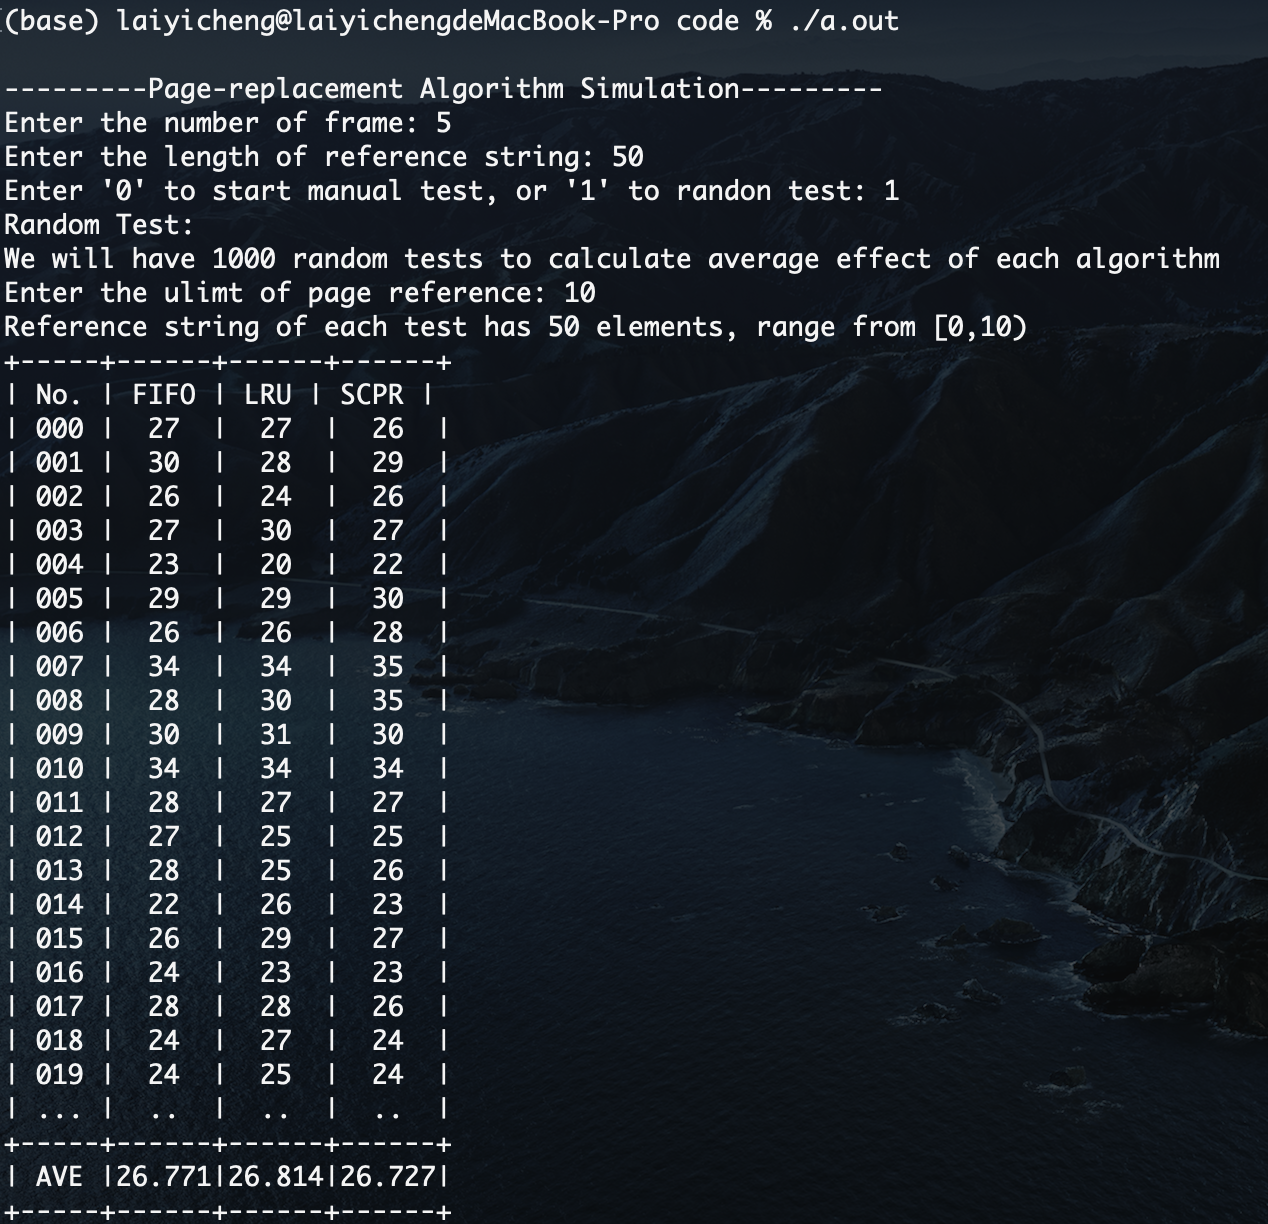 (base) laiyicheng@laiyichengdeMacBook-Pro code % ./a.out
---------Page-replacement Algorithm Simulation---------
Enter the number of frame: 5
Enter the length of reference string: 50
Enter '0' to start manual test, or '1' to randon test: 1
Random Test:
We will have 1000 random tests to calculate average effect of each algorithm
Enter the ulimt of page reference: 10
Reference string of each test has 50 elements, range from [0,10)
+-----+------+------+------+
| No. | FIFO | LRU | SCPR |
| 000 |  27  |  27  |  26  |
| 001 |  30  |  28  |  29  |
| 002 |  26  |  24  |  26  |
| 003 |  27  |  30  |  27  |
| 004 |  23  |  20  |  22  |
| 005 |  29  |  29  |  30  |
| 006 |  26  |  26  |  28  |
| 007 |  34  |  34  |  35  |
| 008 |  28  |  30  |  35  |
| 009 |  30  |  31  |  30  |
| 010 |  34  |  34  |  34  |
| 011 |  28  |  27  |  27  |
| 012 |  27  |  25  |  25  |
| 013 |  28  |  25  |  26  |
| 014 |  22  |  26  |  23  |
| 015 |  26  |  29  |  27  |
| 016 |  24  |  23  |  23  |
| 017 |  28  |  28  |  26  |
| 018 |  24  |  27  |  24  |
| 019 |  24  |  25  |  24  |
| ... |  ..  |  ..  |  ..  |
+-----+------+------+------+
| AVE |26.771|26.814|26.727|
+-----+------+------+------+